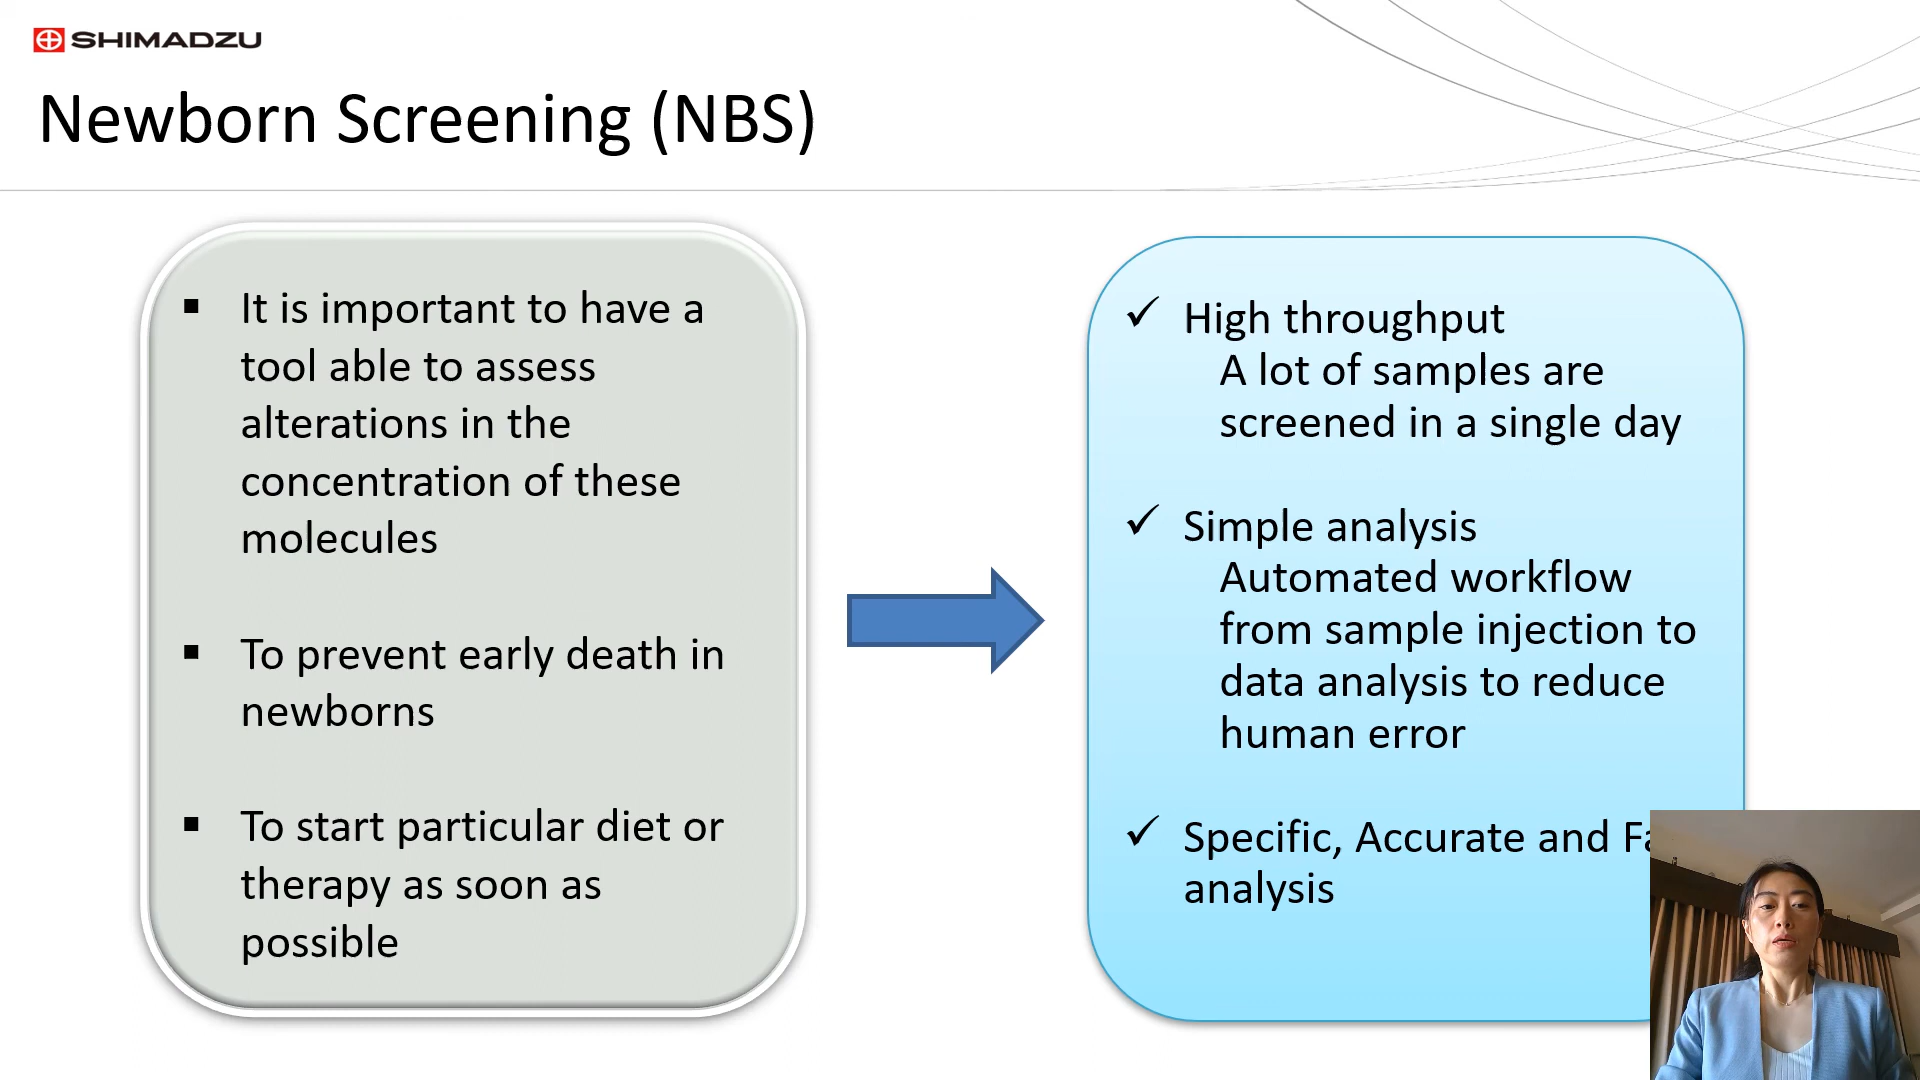 SHIMADZU
Newborn Screening (NBS)
▪ It is important to have a
tool able to assess
alterations in the
concentration of these
molecules
▪ To prevent early death in
newborns
▪ To start particular diet or
therapy as soon as
possible
✓ High throughput
A lot of samples are
screened in a single day
✓ Simple analysis
Automated workflow
from sample injection to
data analysis to reduce
human error
✓ Specific, Accurate and
analysis